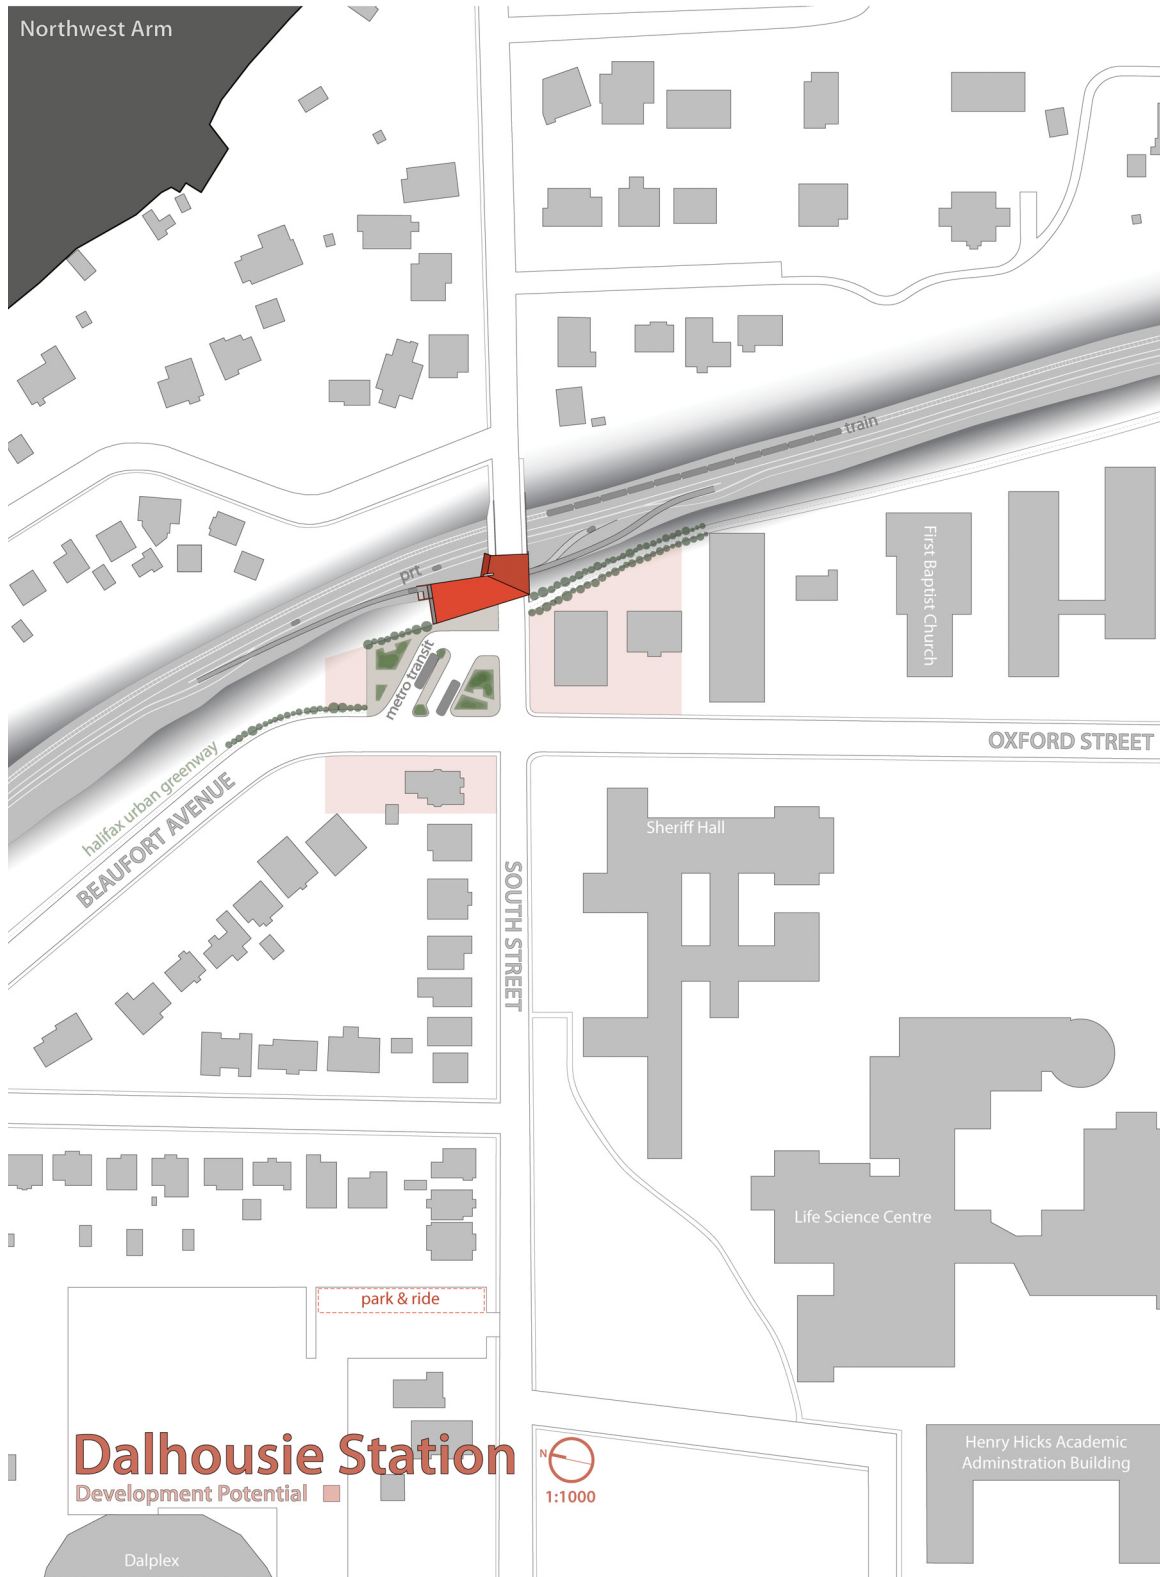 Northwest Arm
train
prt
First Baptist Church
metro transit
OXFORD STREET
halifax urban greenway
BEAUFORT AVENUE
Sheriff Hall
SOUTH STREET
Life Science Centre
park & ride
Dalhousie Station
Development Potential
N
1:1000
Henry Hicks Academic
Adminstration Building
Dalplex